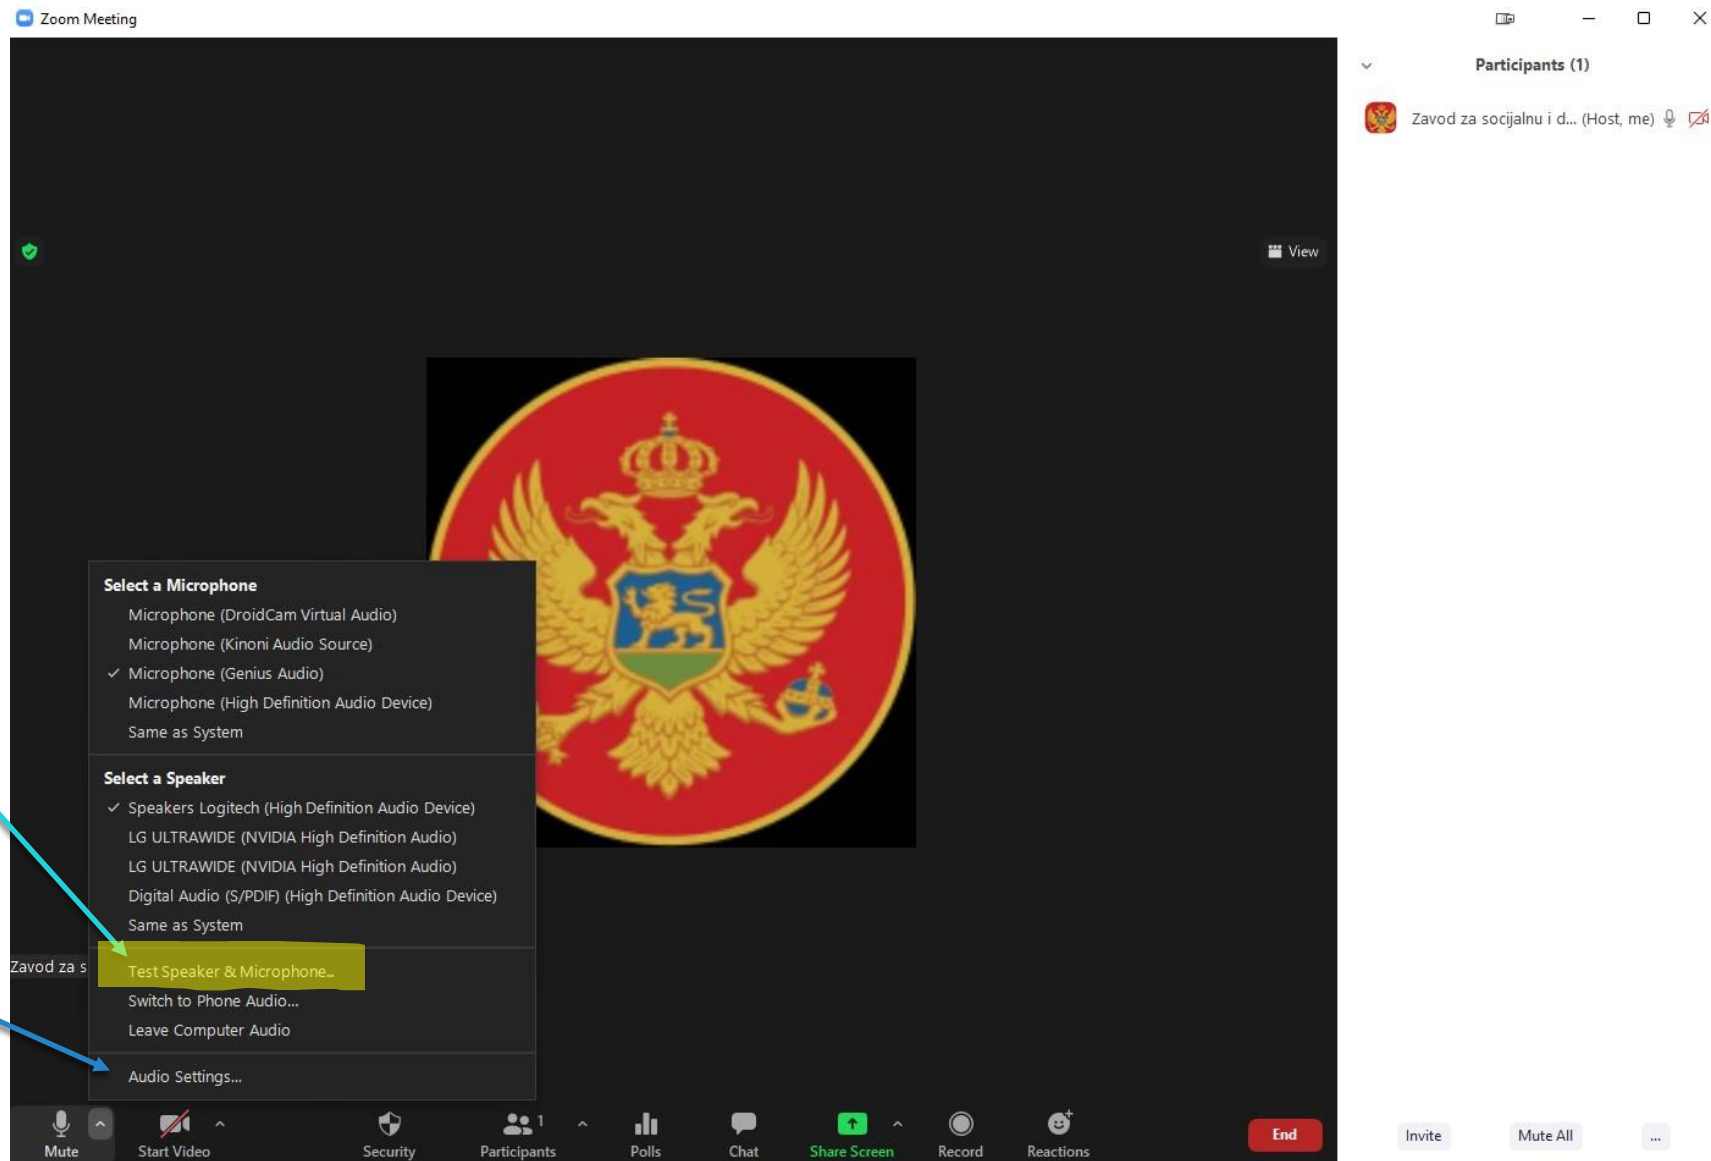 Zoom Meeting
Participants (1)
Zavod za socijalnu i d... (Host, me)
View
Select a Microphone
Microphone (DroidCam Virtual Audio)
Microphone (Kinoni Audio Source)
✓ Microphone (Genius Audio)
Microphone (High Definition Audio Device)
Same as System
Select a Speaker
✓ Speakers Logitech (High Definition Audio Device)
LG ULTRAWIDE (NVIDIA High Definition Audio)
LG ULTRAWIDE (NVIDIA High Definition Audio)
Digital Audio (S/PDIF) (High Definition Audio Device)
Same as System
Zavod za s
Test Speaker & Microphone...
Switch to Phone Audio...
Leave Computer Audio
Audio Settings...
Mute
Start Video
Security
1
Participants
Polls
Chat
Share Screen
Record
Reactions
End
Invite
Mute All
...